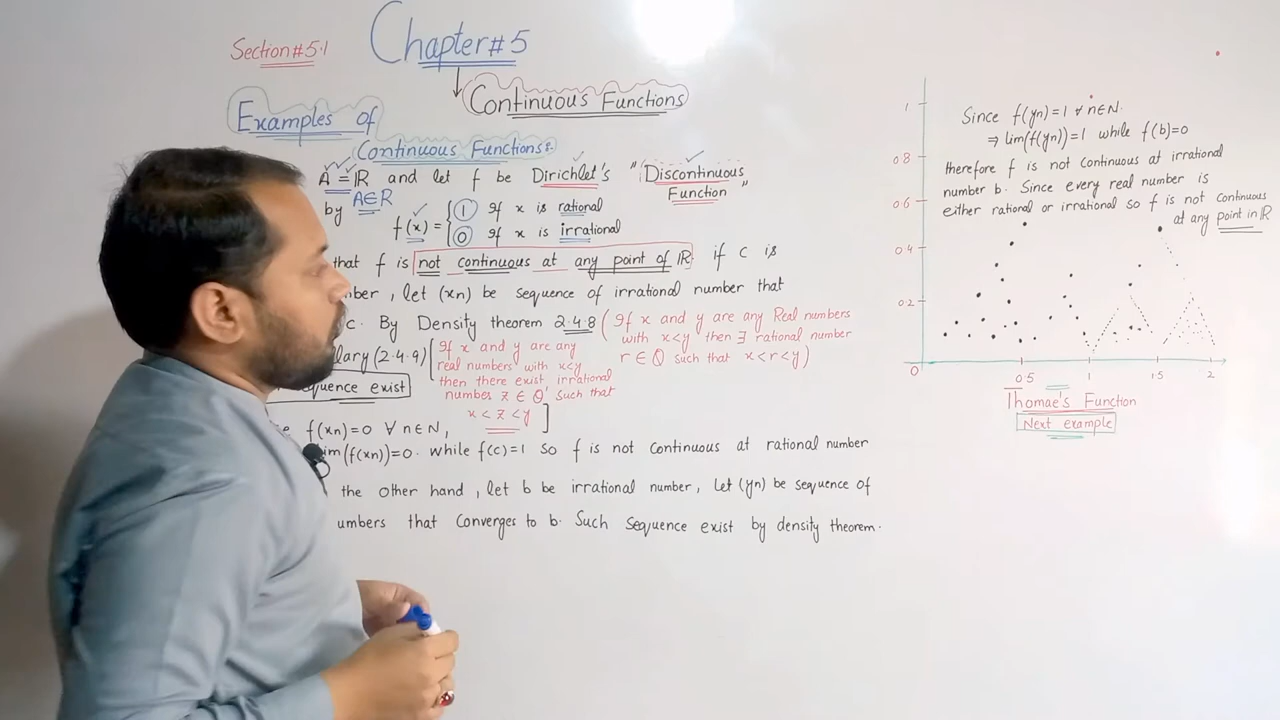 Section#5.1
Chapter#5
Continuous Functions
Examples of
Continuous Functions:
A = IR and let f be Dirichlet's "Discontinuous
Function"
A∈R
by
f(x) = { 1 If x is rational
0 If x is irrational
that f is not continuous at any point of IR. if c is
ber, let (xn) be sequence of irrational number that
c. By Density theorem 2.4.8 (If x and y are any Real numbers
with x<y then ∃ rational number
r ∈ Q such that x<r<y)
llary (2.4.9) [If x and y are any
real numbers with x<y
then there exist irrational
number z ∈ Q' such that
x < z < y]
equence exist
f(xn)=0 ∀ n∈N,
im(f(xn))=0. while f(c)=1 so f is not continuous at rational number
the other hand, let b be irrational number, Let (yn) be sequence of
umbers that converges to b. Such sequence exist by density theorem.
Since f(yn)=1 ∀ n∈N.
⇒ lim(f(yn))=1 while f(b)=0
therefore f is not continuous at irrational
number b. Since every real number is
either rational or irrational so f is not continuous
at any point in IR
1
0.8
0.6
0.4
0.2
0
0.5
1
1.5
2
Thomae's Function
Next example